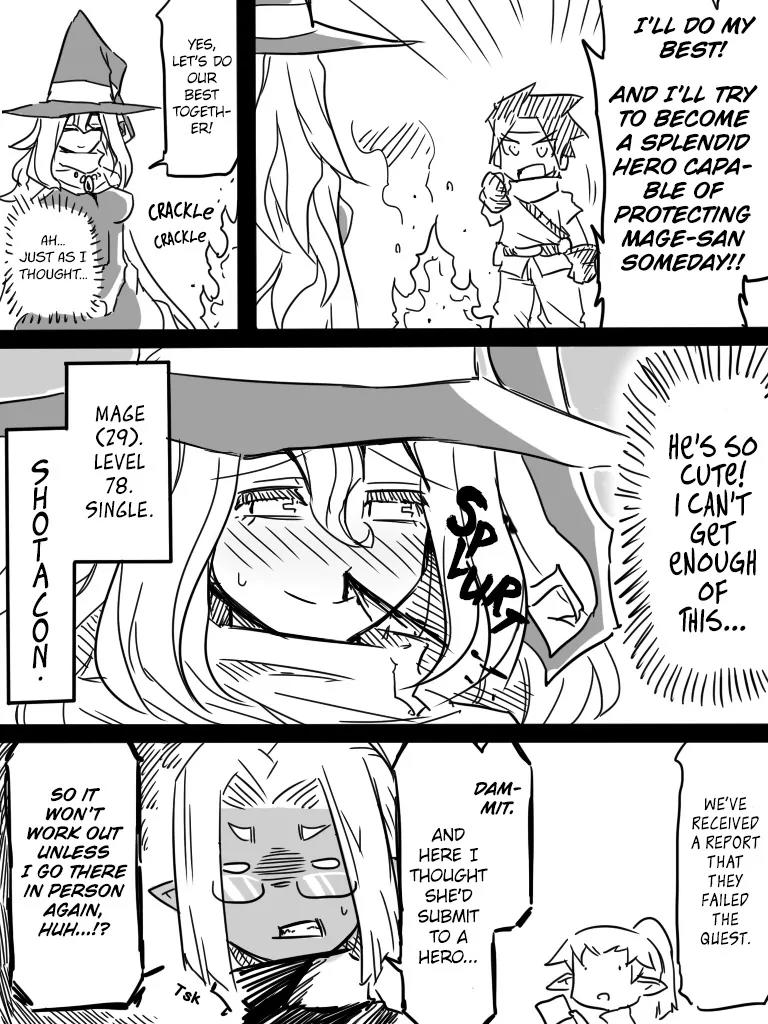 I'LL DO MY
BEST!
AND I'LL TRY
TO BECOME
A SPLENDID
HERO CAPA-
BLE OF
PROTECTING
MAGE-SAN
SOMEDAY!!
YES,
LET'S DO
OUR
BEST
TOGETH-
ER!
CRACKLE
CRACKLE
AH...
JUST AS I
THOUGHT...
HE'S SO
CUTE!
I CAN'T
GET
ENOUGH
OF
THIS...
SPLURT
MAGE
(29).
LEVEL
78.
SINGLE.
SHOTACON.
WE'VE
RECEIVED
A REPORT
THAT
THEY
FAILED
THE
QUEST.
DAM-
MIT.
AND
HERE I
THOUGHT
SHE'D
SUBMIT
TO A
HERO...
TSK
SO IT
WON'T
WORK OUT
UNLESS
I GO THERE
IN PERSON
AGAIN,
HUH...!?